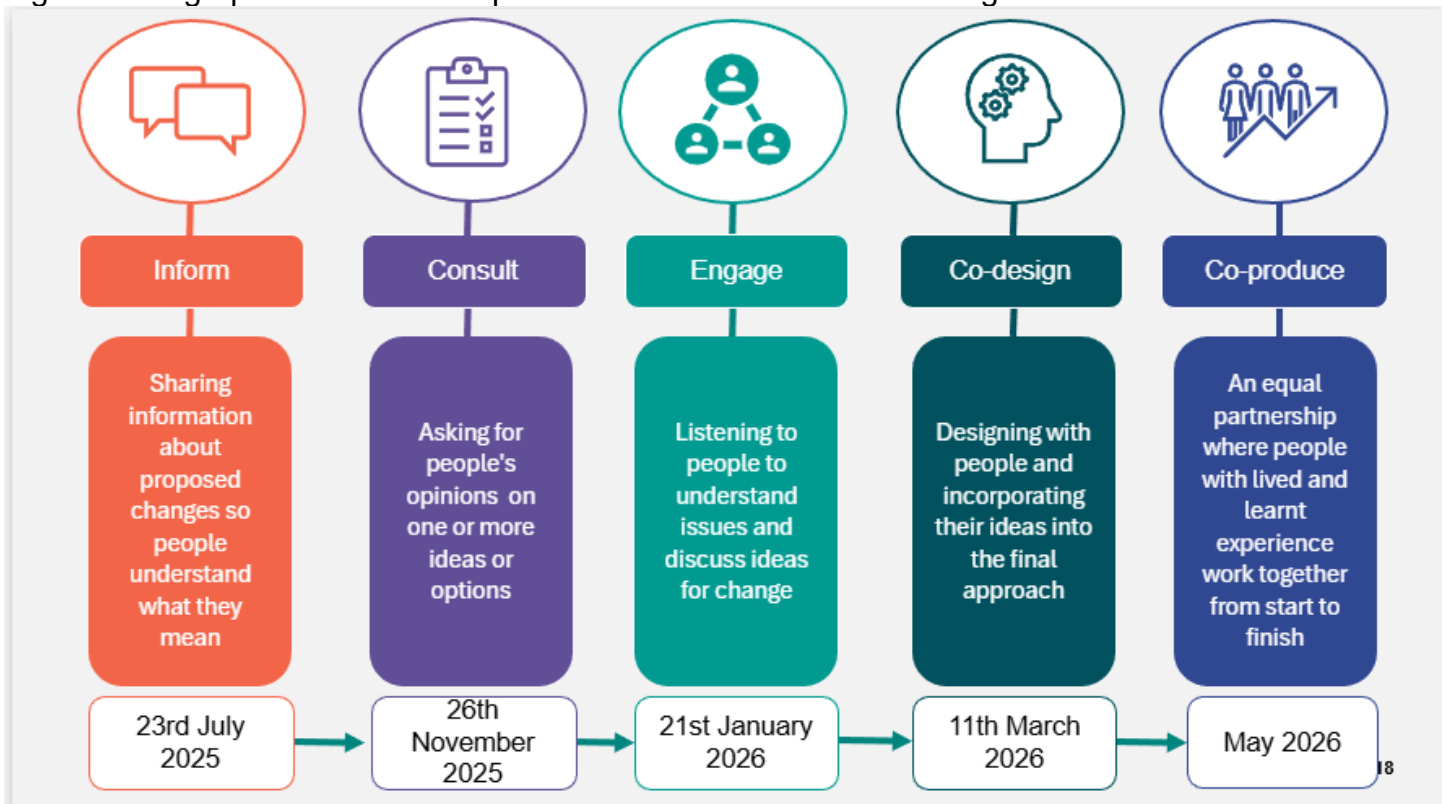 Inform
Consult
Engage
Co-design
Co-produce
Sharing
information
about
proposed
changes so
people
understand
what they
mean
Asking for
people's
opinions on
one or more
ideas or
options
Listening to
people to
understand
issues and
discuss ideas
for change
Designing with
people and
incorporating
their ideas into
the final
approach
An equal
partnership
where people
with lived and
learnt
experience
work together
from start to
finish
23rd July
2025
26th
November
2025
21st January
2026
11th March
2026
May 2026
18